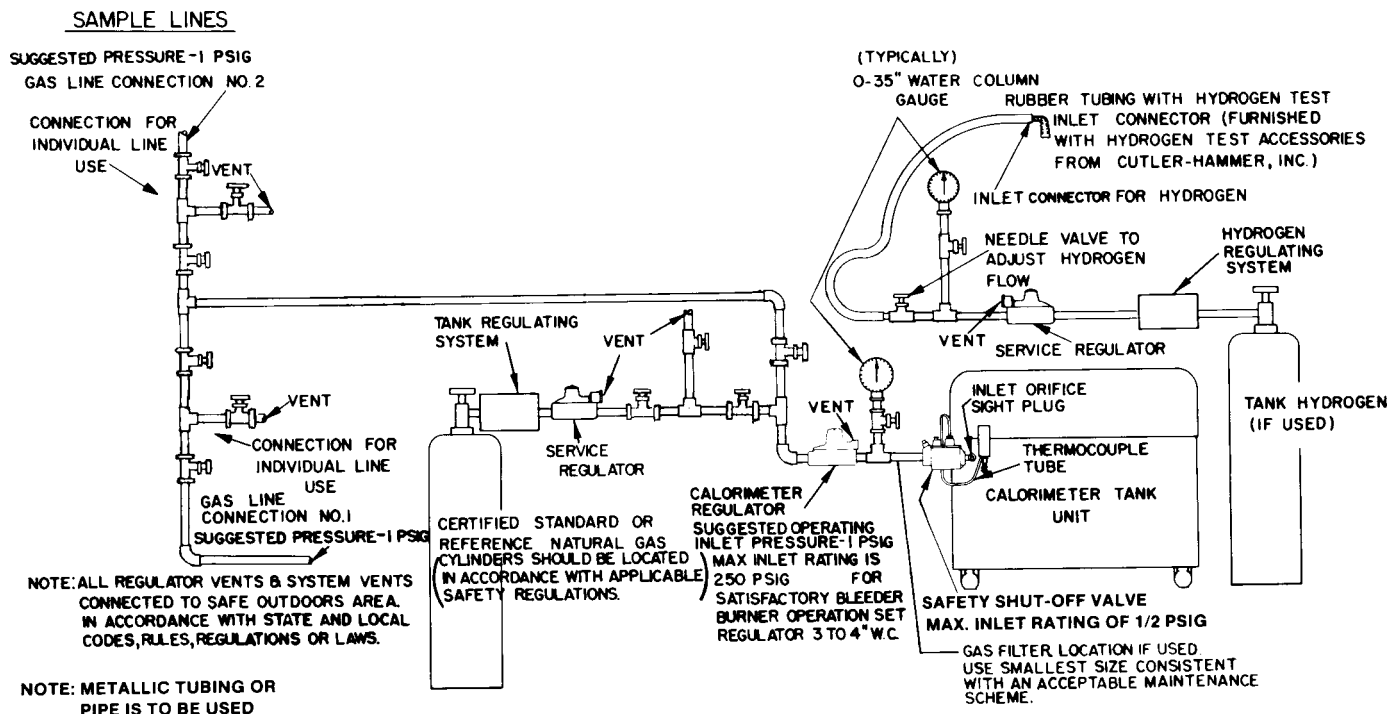 SAMPLE LINES
SUGGESTED PRESSURE-1 PSIG
GAS LINE CONNECTION NO.2
CONNECTION FOR
INDIVIDUAL LINE
USE
VENT
VENT
CONNECTION FOR
INDIVIDUAL LINE
USE
GAS LINE
CONNECTION NO.1
SUGGESTED PRESSURE-1 PSIG
NOTE: ALL REGULATOR VENTS & SYSTEM VENTS
CONNECTED TO SAFE OUTDOORS AREA.
IN ACCORDANCE WITH STATE AND LOCAL
CODES, RULES, REGULATIONS OR LAWS.
NOTE: METALLIC TUBING OR
PIPE IS TO BE USED
TANK REGULATING
SYSTEM
VENT
SERVICE
REGULATOR
CERTIFIED STANDARD OR
REFERENCE NATURAL GAS
(CYLINDERS SHOULD BE LOCATED
IN ACCORDANCE WITH APPLICABLE
SAFETY REGULATIONS.)
(TYPICALLY)
0-35" WATER COLUMN
GAUGE
RUBBER TUBING WITH HYDROGEN TEST
INLET CONNECTOR (FURNISHED
WITH HYDROGEN TEST ACCESSORIES
FROM CUTLER-HAMMER, INC.)
INLET CONNECTOR FOR HYDROGEN
NEEDLE VALVE TO
ADJUST HYDROGEN
FLOW
HYDROGEN
REGULATING
SYSTEM
VENT
SERVICE REGULATOR
TANK HYDROGEN
(IF USED)
VENT
INLET ORIFICE
SIGHT PLUG
THERMOCOUPLE
TUBE
CALORIMETER TANK
UNIT
CALORIMETER
REGULATOR
SUGGESTED OPERATING
INLET PRESSURE-1 PSIG
MAX INLET RATING IS
250 PSIG FOR
SATISFACTORY BLEEDER
BURNER OPERATION SET
REGULATOR 3 TO 4" W.C.
SAFETY SHUT-OFF VALVE
MAX. INLET RATING OF 1/2 PSIG
GAS FILTER LOCATION IF USED.
USE SMALLEST SIZE CONSISTENT
WITH AN ACCEPTABLE MAINTENANCE
SCHEME.